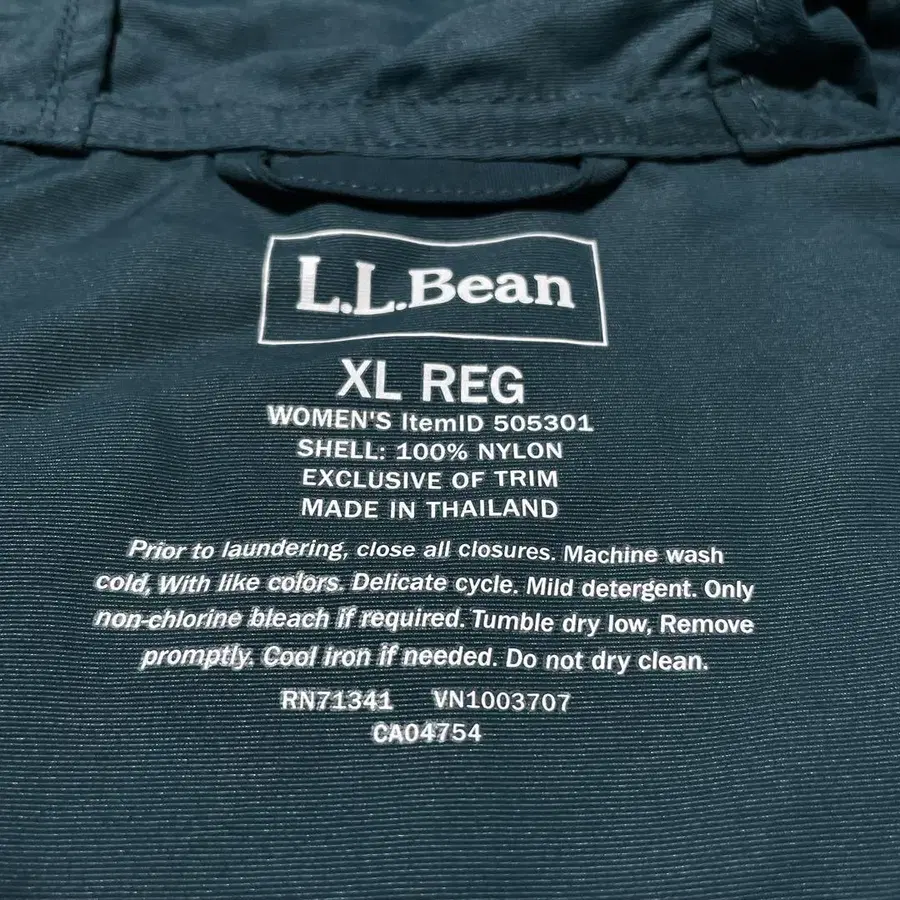 L.L.Bean
XL REG
WOMEN'S ItemID 505301
SHELL: 100% NYLON
EXCLUSIVE OF TRIM
MADE IN THAILAND
Prior to laundering, close all closures. Machine wash
cold, With like colors. Delicate cycle. Mild detergent. Only
non-chlorine bleach if required. Tumble dry low, Remove
promptly. Cool iron if needed. Do not dry clean.
RN71341 VN1003707
CA04754